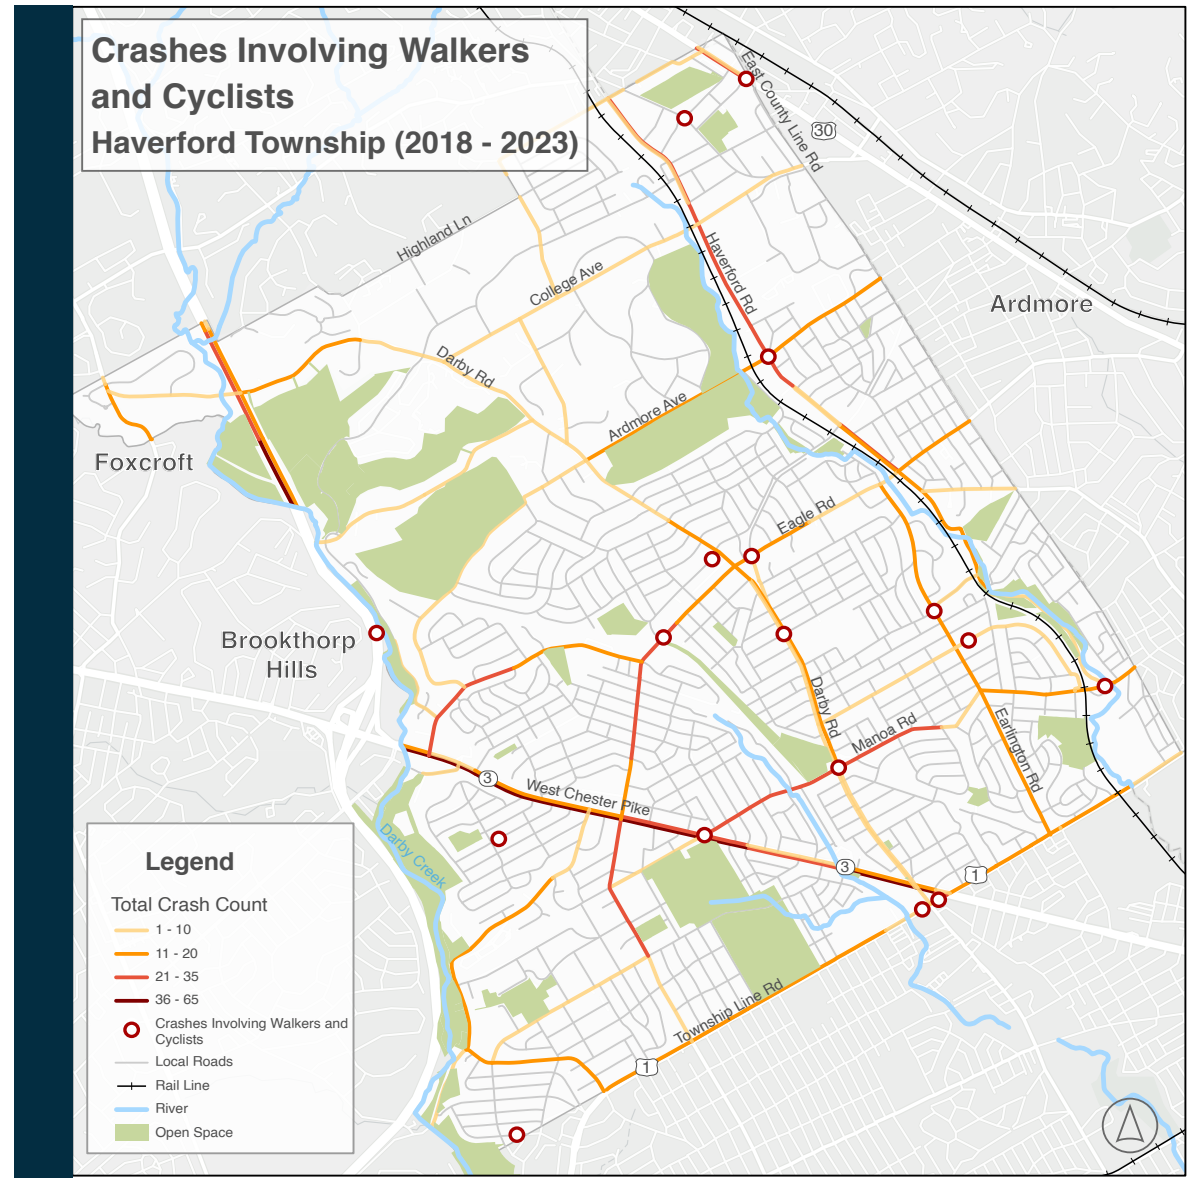 Crashes Involving Walkers
and Cyclists
Haverford Township (2018 - 2023)
East County Line Rd
30
Highland Ln
College Ave
Haverford Rd
Ardmore
Darby Rd
Ardmore Ave
Foxcroft
Eagle Rd
Brookthorp
Hills
Darby Rd
Manoa Rd
Earlington Rd
3
West Chester Pike
3
1
Darby Creek
Township Line Rd
1
Legend
Total Crash Count
1 - 10
11 - 20
21 - 35
36 - 65
Crashes Involving Walkers and
Cyclists
Local Roads
Rail Line
River
Open Space